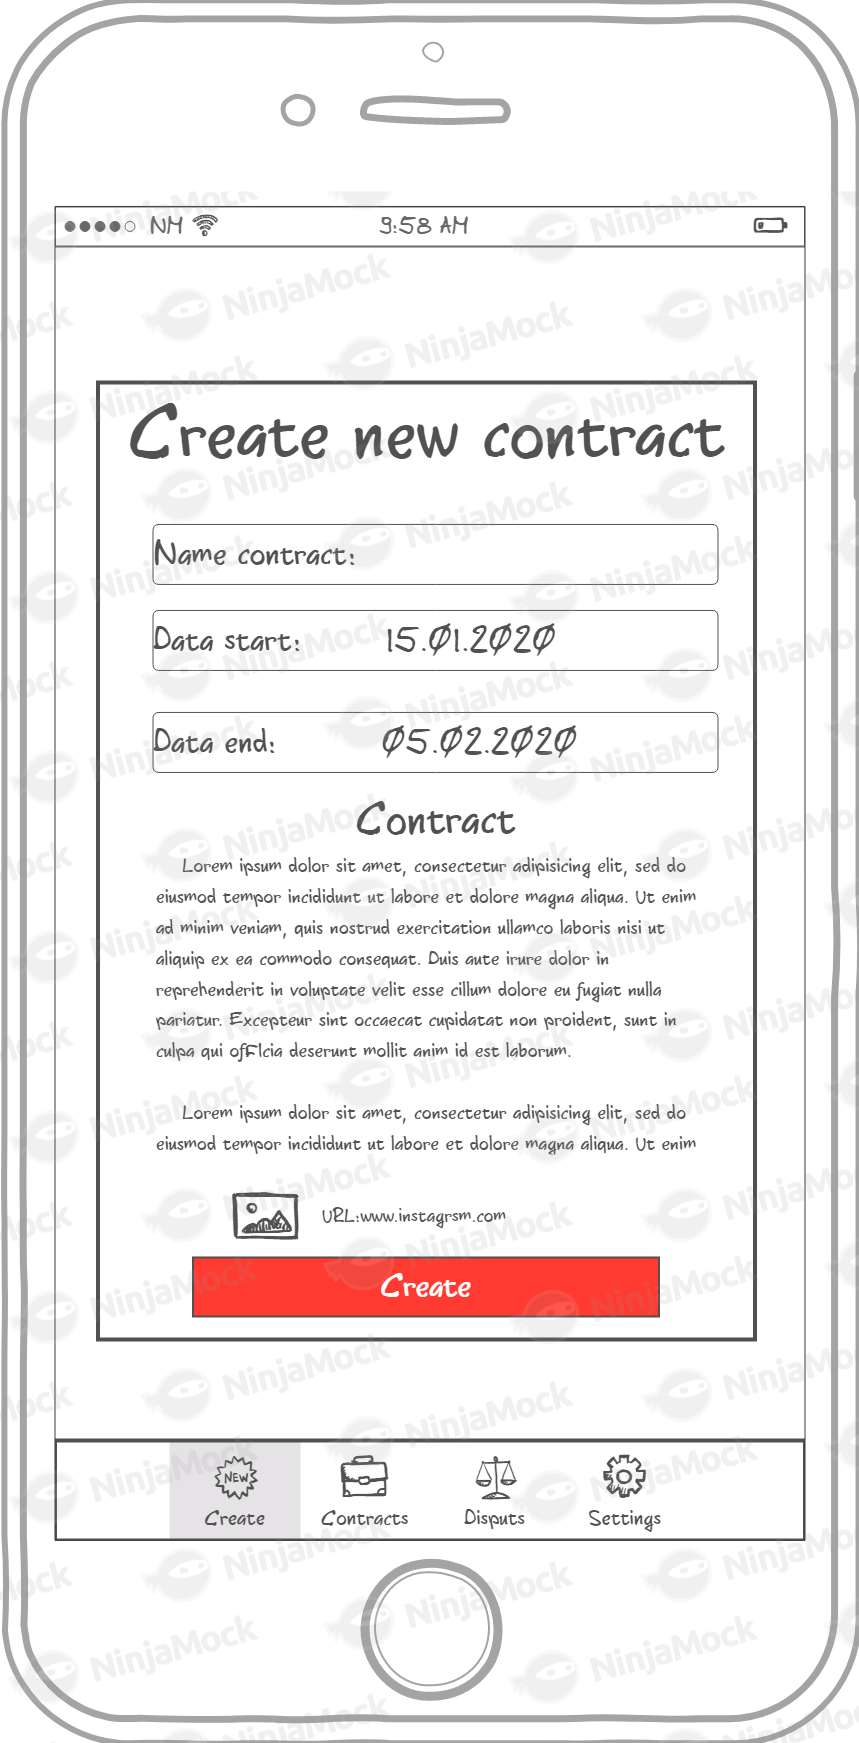 NM 9:58 AM
Create new contract
Name contract:
Data start: 15.01.2020
Data end: 05.02.2020
Contract
Lorem ipsum dolor sit amet, consectetur adipisicing elit, sed do
eiusmod tempor incididunt ut labore et dolore magna aliqua. Ut enim
ad minim veniam, quis nostrud exercitation ullamco laboris nisi ut
aliquip ex ea commodo consequat. Duis aute irure dolor in
reprehenderit in voluptate velit esse cillum dolore eu fugiat nulla
pariatur. Excepteur sint occaecat cupidatat non proident, sunt in
culpa qui officia deserunt mollit anim id est laborum.
Lorem ipsum dolor sit amet, consectetur adipisicing elit, sed do
eiusmod tempor incididunt ut labore et dolore magna aliqua. Ut enim
URL:www.instagrsm.com
Create
NEW
Create Contracts Disputs Settings
NinjaMock